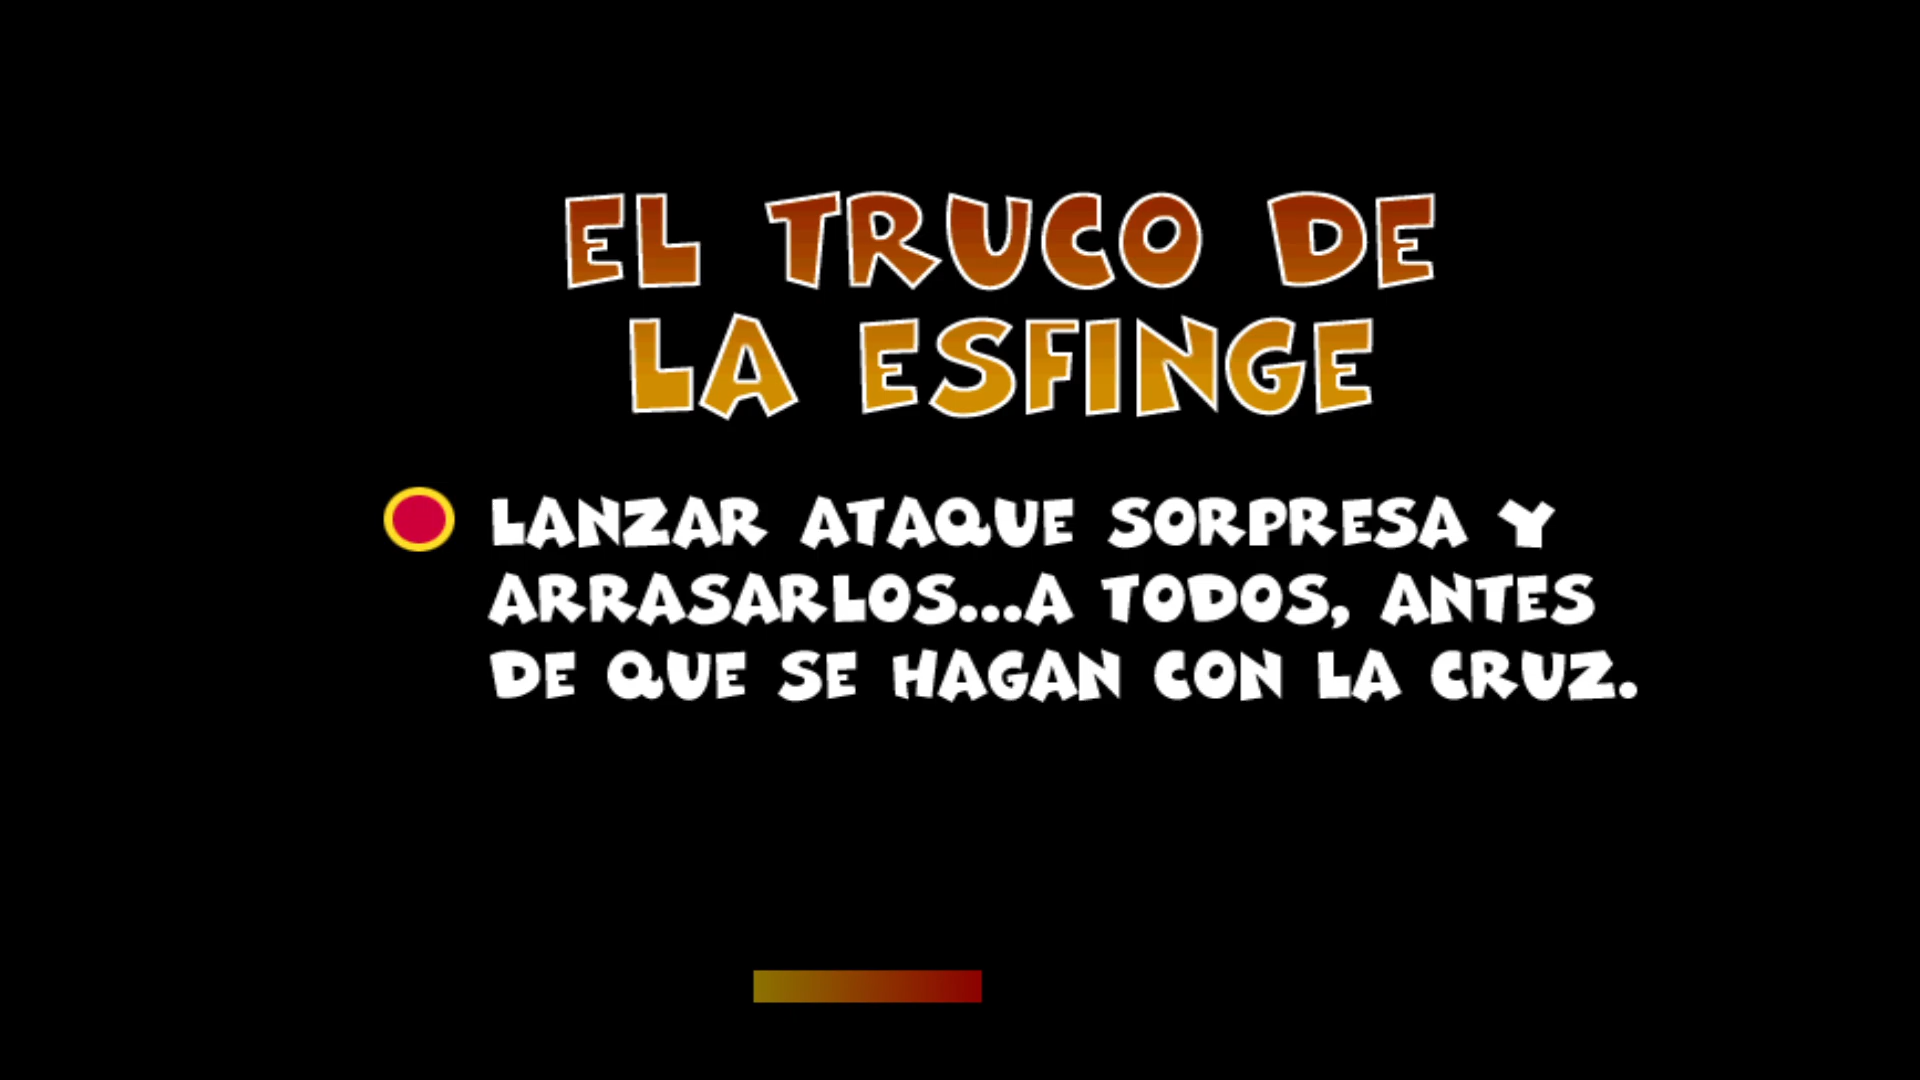 EL TRUCO DE
LA ESFINGE
LANZAR ATAQUE SORPRESA Y
ARRASARLOS...A TODOS, ANTES
DE QUE SE HAGAN CON LA CRUZ.